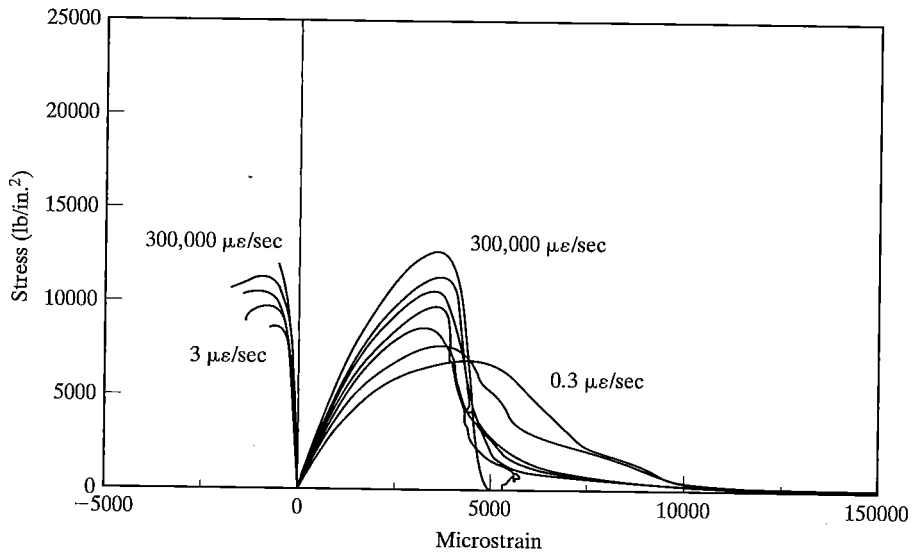 25000
20000
15000
10000
5000
0
Stress (lb/in.²)
300,000 με/sec
300,000 με/sec
3 με/sec
0.3 με/sec
−5000
0
5000
10000
150000
Microstrain